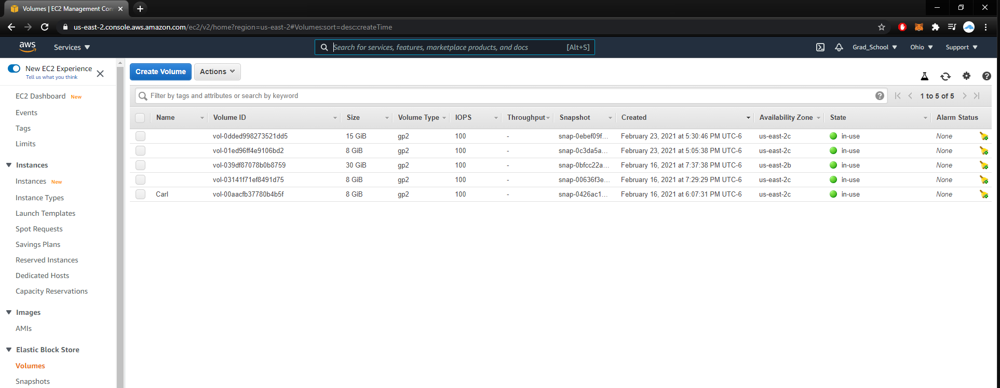 Volumes | EC2 Management Con
us-east-2.console.aws.amazon.com/ec2/v2/home?region=us-east-2#Volumes:sort=desc:createTime
aws Services Search for services, features, marketplace products, and docs [Alt+S] Grad_School Ohio Support
New EC2 Experience
Tell us what you think
EC2 Dashboard New
Events
Tags
Limits
Instances
Instances New
Instance Types
Launch Templates
Spot Requests
Savings Plans
Reserved Instances
Dedicated Hosts
Capacity Reservations
Images
AMIs
Elastic Block Store
Volumes
Snapshots
Create Volume Actions
Filter by tags and attributes or search by keyword 1 to 5 of 5
Name Volume ID Size Volume Type IOPS Throughput Snapshot Created Availability Zone State Alarm Status
vol-0dded998273521dd5 15 GiB gp2 100 - snap-0ebef09f... February 23, 2021 at 5:30:46 PM UTC-6 us-east-2c in-use None
vol-01ed96ff4e9106bd2 8 GiB gp2 100 - snap-0c3da5a... February 23, 2021 at 5:05:38 PM UTC-6 us-east-2c in-use None
vol-039df87078b0b8759 30 GiB gp2 100 - snap-0bfcc22a... February 16, 2021 at 7:37:38 PM UTC-6 us-east-2b in-use None
vol-03141f71ef8491d75 8 GiB gp2 100 - snap-00636f3e... February 16, 2021 at 7:29:29 PM UTC-6 us-east-2c in-use None
Carl vol-00aacfb37780b4b5f 8 GiB gp2 100 - snap-0426ac1... February 16, 2021 at 6:07:31 PM UTC-6 us-east-2c in-use None